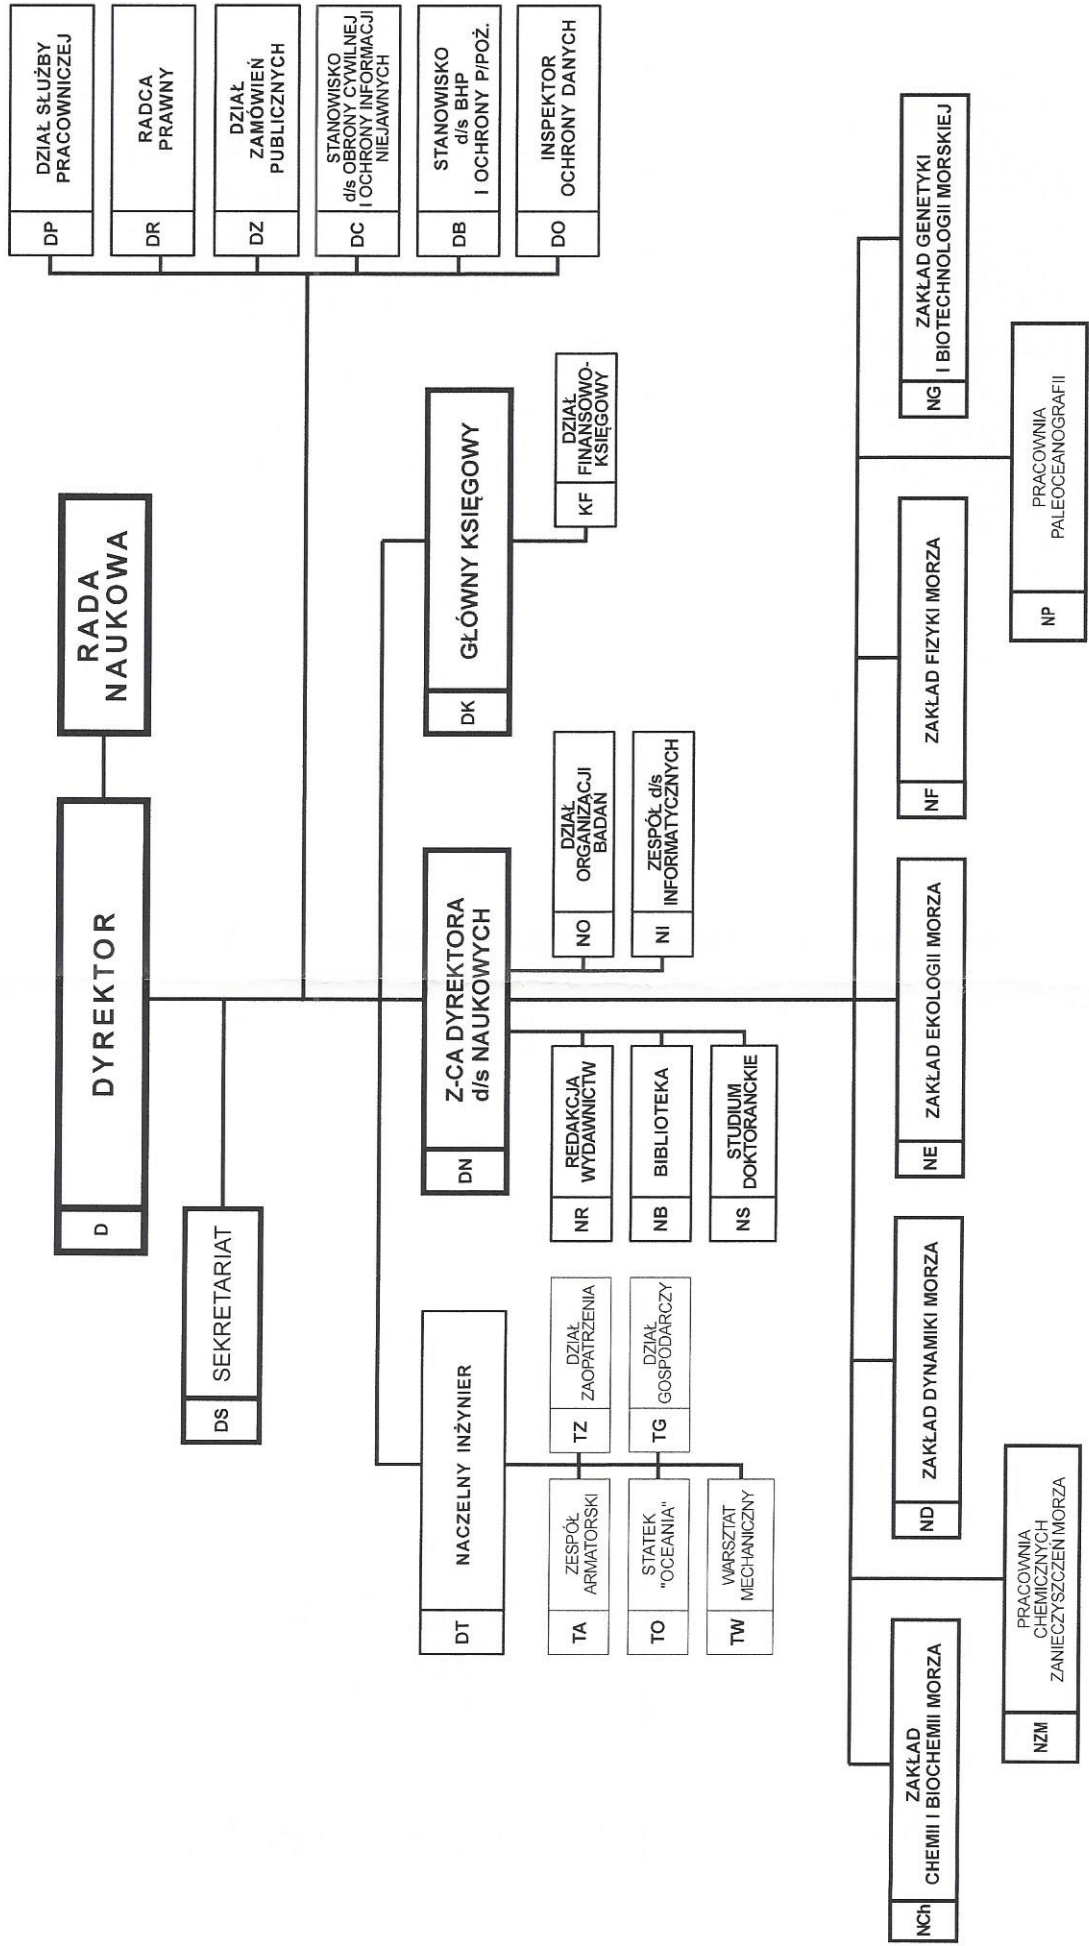 D
DYREKTOR
RADA
NAUKOWA
DS
SEKRETARIAT
DP
DZIAŁ SŁUŻBY
PRACOWNICZEJ
DR
RADCA
PRAWNY
DZ
DZIAŁ
ZAMÓWIEŃ
PUBLICZNYCH
DC
STANOWISKO
d/s OBRONY CYWILNEJ
I OCHRONY INFORMACJI
NIEJAWNYCH
DB
STANOWISKO
d/s BHP
I OCHRONY P/POŻ.
DO
INSPEKTOR
OCHRONY DANYCH
DT
NACZELNY INŻYNIER
DN
Z-CA DYREKTORA
d/s NAUKOWYCH
DK
GŁÓWNY KSIĘGOWY
TA
ZESPÓŁ
ARMATORSKI
TZ
DZIAŁ
ZAOPATRZENIA
TO
STATEK
"OCEANIA"
TG
DZIAŁ
GOSPODARCZY
TW
WARSZTAT
MECHANICZNY
NR
REDAKCJA
WYDAWNICTW
NB
BIBLIOTEKA
NS
STUDIUM
DOKTORANCKIE
NO
DZIAŁ
ORGANIZACJI
BADAŃ
NI
ZESPÓŁ d/s
INFORMATYCZNYCH
KF
DZIAŁ
FINANSOWO-
KSIĘGOWY
NCh
ZAKŁAD
CHEMII I BIOCHEMII MORZA
ND
ZAKŁAD DYNAMIKI MORZA
NE
ZAKŁAD EKOLOGII MORZA
NF
ZAKŁAD FIZYKI MORZA
NG
ZAKŁAD GENETYKI
I BIOTECHNOLOGII MORSKIEJ
NZM
PRACOWNIA
CHEMICZNYCH
ZANIECZYSZCZEŃ MORZA
NP
PRACOWNIA
PALEOCEANOGRAFII